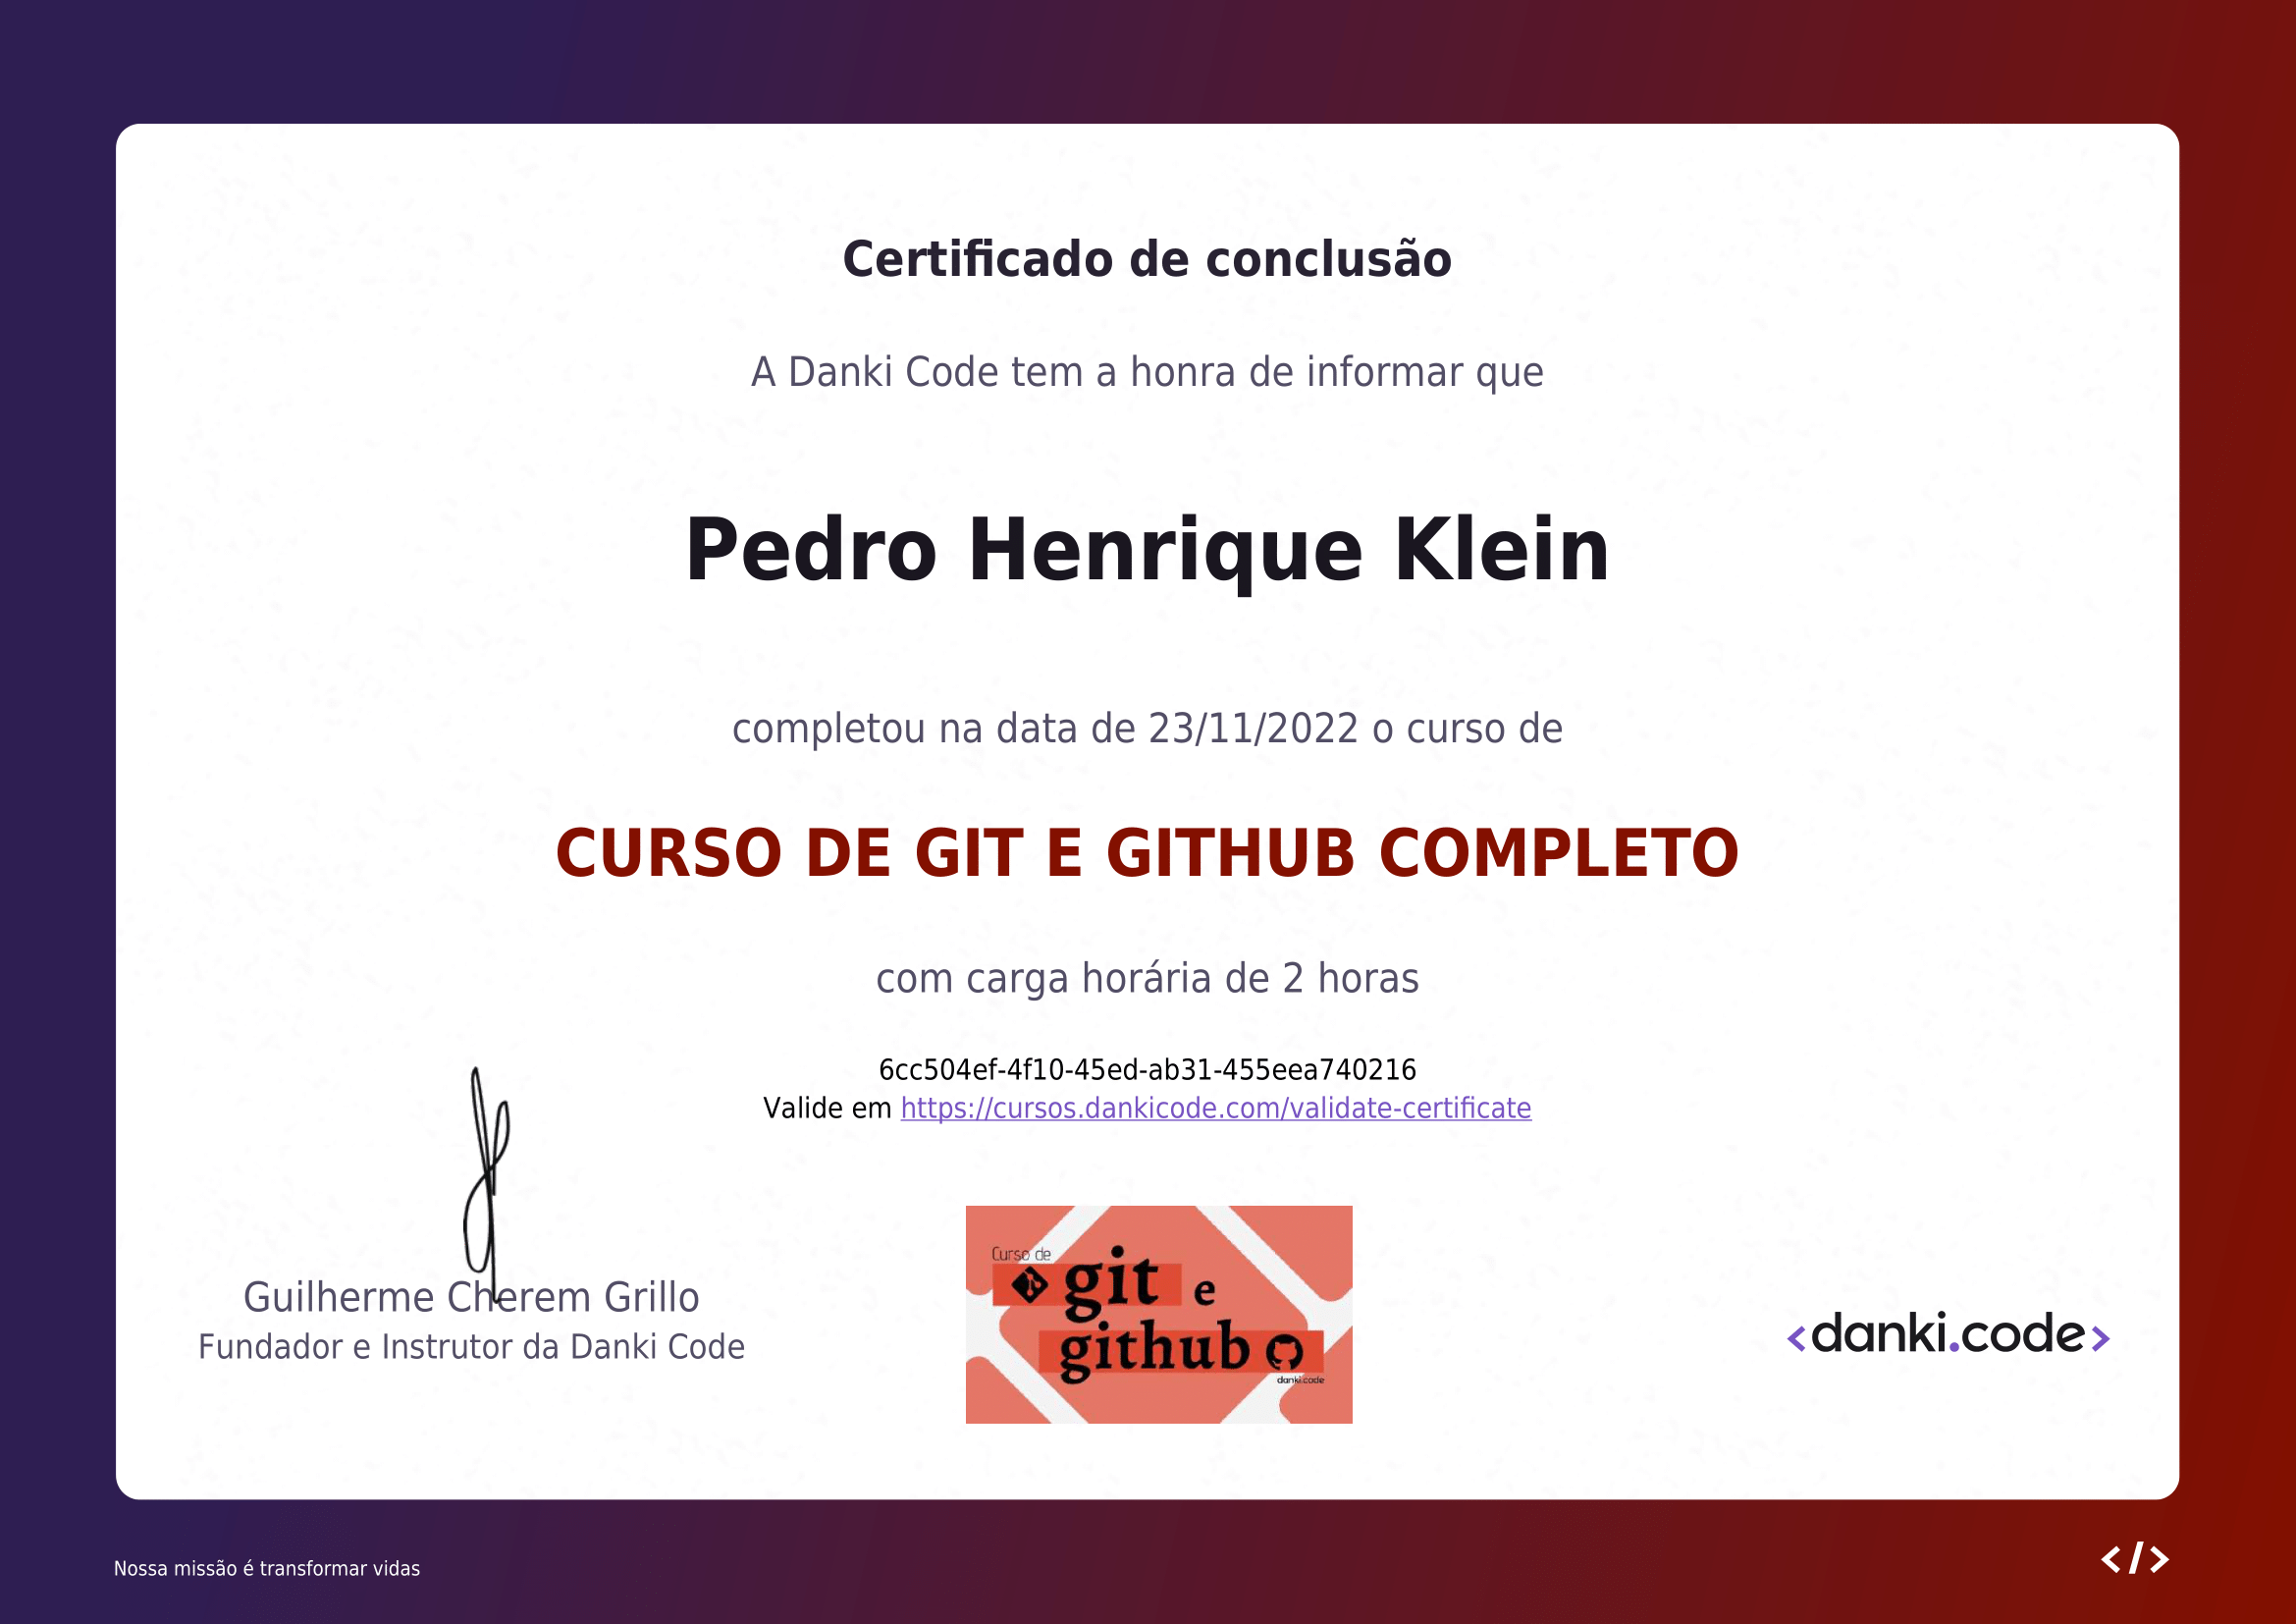 Certificado de conclusão
A Danki Code tem a honra de informar que
Pedro Henrique Klein
completou na data de 23/11/2022 o curso de
CURSO DE GIT E GITHUB COMPLETO
com carga horária de 2 horas
6cc504ef-4f10-45ed-ab31-455eea740216
Valide em https://cursos.dankicode.com/validate-certificate
Guilherme Cherem Grillo
Fundador e Instrutor da Danki Code
Curso de
git e
github
danki.code
<danki.code>
Nossa missão é transformar vidas
</>